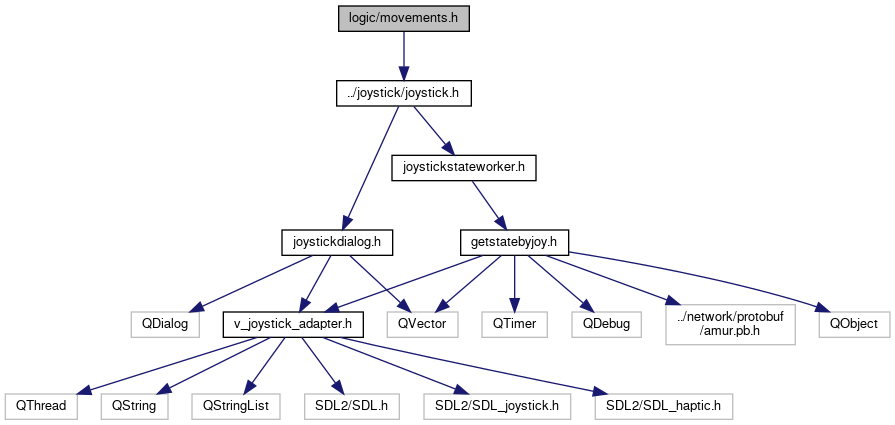 logic/movements.h
../joystick/joystick.h
joystickstateworker.h
joystickdialog.h
getstatebyjoy.h
QDialog
v_joystick_adapter.h
QVector
QTimer
QDebug
../network/protobuf
/amur.pb.h
QObject
QThread
QString
QStringList
SDL2/SDL.h
SDL2/SDL_joystick.h
SDL2/SDL_haptic.h